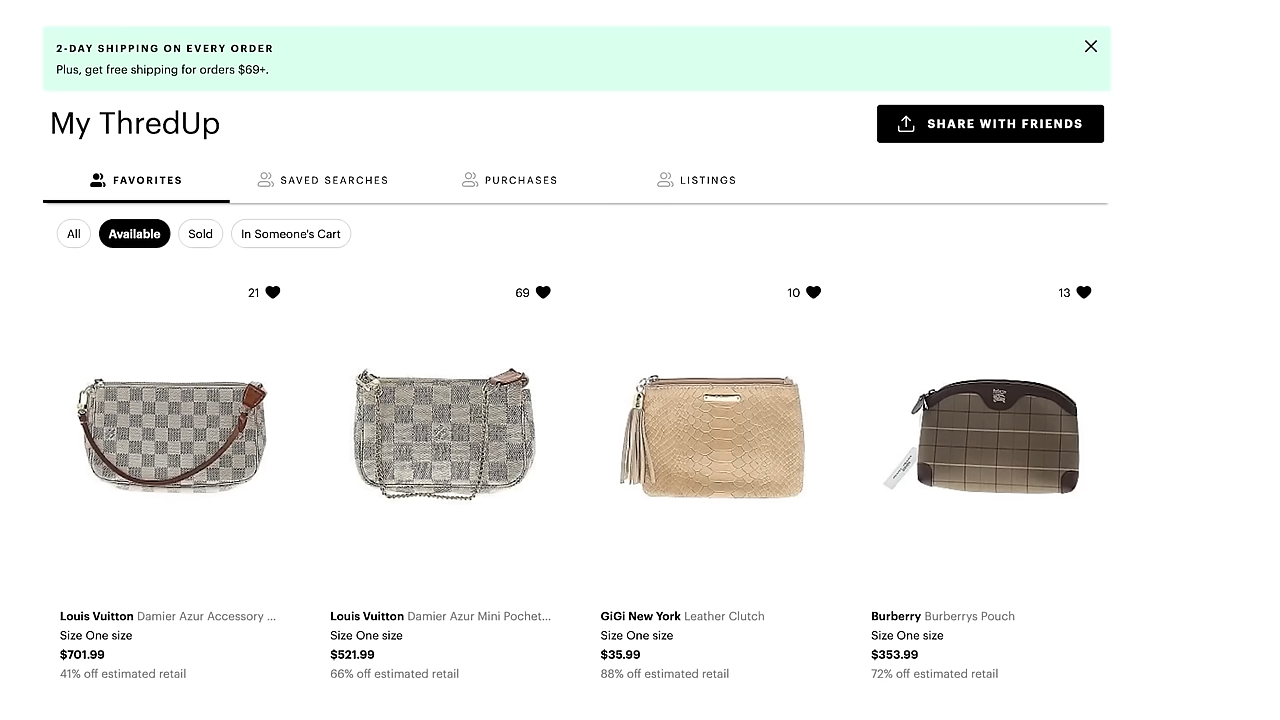 2-DAY SHIPPING ON EVERY ORDER
Plus, get free shipping for orders $69+.
My ThredUp
SHARE WITH FRIENDS
FAVORITES
SAVED SEARCHES
PURCHASES
LISTINGS
All
Available
Sold
In Someone's Cart
21
69
10
13
Louis Vuitton Damier Azur Accessory ...
Size One size
$701.99
41% off estimated retail
Louis Vuitton Damier Azur Mini Pochet...
Size One size
$521.99
66% off estimated retail
GiGi New York Leather Clutch
Size One size
$35.99
88% off estimated retail
Burberry Burberrys Pouch
Size One size
$353.99
72% off estimated retail